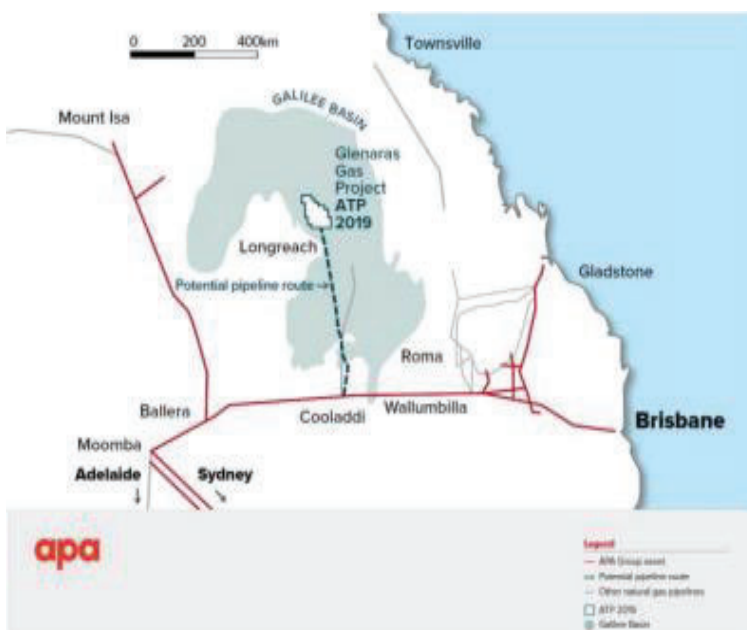 0 200 400km
Townsville
GALILEE BASIN
Mount Isa
Glenaras
Gas
Project
ATP
2019
Longreach
Gladstone
Potential pipeline route →
Roma
Ballera
Cooladdi
Wallumbilla
Brisbane
Moomba
Adelaide
↓
Sydney
↘
apa
Legend
APA Group asset
Potential pipeline route
Other natural gas pipelines
ATP 2019
Galilee Basin